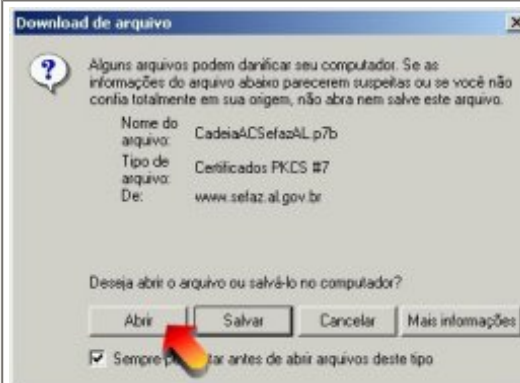 Download de arquivo
Alguns arquivos podem danificar seu computador. Se as
informações do arquivo abaixo parecerem suspeitas ou se você não
confia totalmente em sua origem, não abra nem salve este arquivo.
Nome do
arquivo: CadeiaACSefazAL.p7b
Tipo de
arquivo: Certificados PKCS #7
De: www.sefaz.al.gov.br
Deseja abrir o arquivo ou salvá-lo no computador?
Abrir Salvar Cancelar Mais informações
Sempre antes de abrir arquivos deste tipo